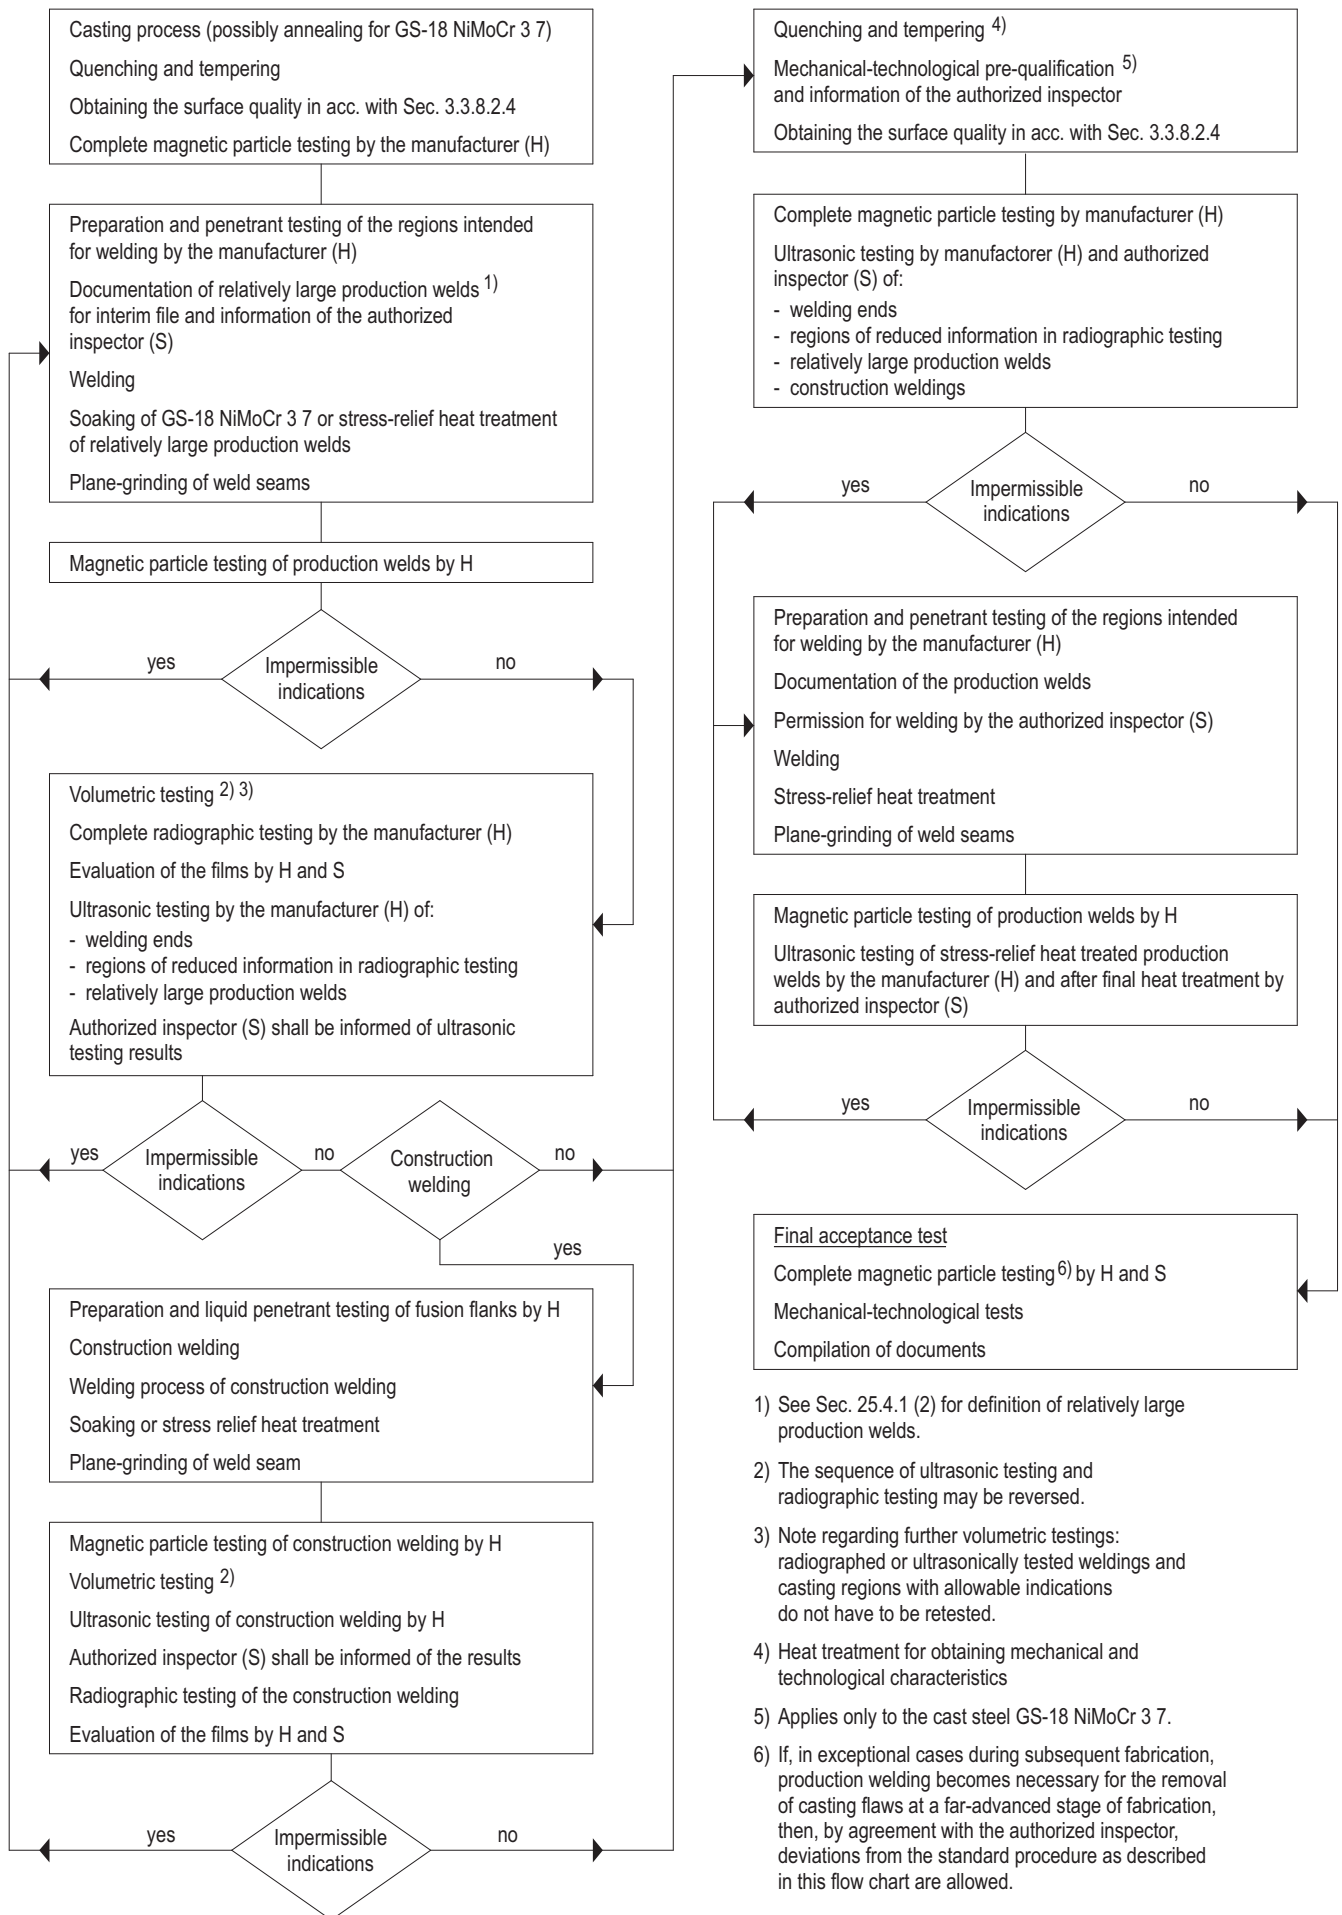 Casting process (possibly annealing for GS-18 NiMoCr 3 7)
Quenching and tempering
Obtaining the surface quality in acc. with Sec. 3.3.8.2.4
Complete magnetic particle testing by the manufacturer (H)
Preparation and penetrant testing of the regions intended
for welding by the manufacturer (H)
Documentation of relatively large production welds 1)
for interim file and information of the authorized
inspector (S)
Welding
Soaking of GS-18 NiMoCr 3 7 or stress-relief heat treatment
of relatively large production welds
Plane-grinding of weld seams
Magnetic particle testing of production welds by H
yes
Impermissible
indications
no
Volumetric testing 2) 3)
Complete radiographic testing by the manufacturer (H)
Evaluation of the films by H and S
Ultrasonic testing by the manufacturer (H) of:
- welding ends
- regions of reduced information in radiographic testing
- relatively large production welds
Authorized inspector (S) shall be informed of ultrasonic
testing results
yes
Impermissible
indications
no
Construction
welding
no
yes
Preparation and liquid penetrant testing of fusion flanks by H
Construction welding
Welding process of construction welding
Soaking or stress relief heat treatment
Plane-grinding of weld seam
Magnetic particle testing of construction welding by H
Volumetric testing 2)
Ultrasonic testing of construction welding by H
Authorized inspector (S) shall be informed of the results
Radiographic testing of the construction welding
Evaluation of the films by H and S
yes
Impermissible
indications
no
Quenching and tempering 4)
Mechanical-technological pre-qualification 5)
and information of the authorized inspector
Obtaining the surface quality in acc. with Sec. 3.3.8.2.4
Complete magnetic particle testing by manufacturer (H)
Ultrasonic testing by manufactorer (H) and authorized
inspector (S) of:
- welding ends
- regions of reduced information in radiographic testing
- relatively large production welds
- construction weldings
yes
Impermissible
indications
no
Preparation and penetrant testing of the regions intended
for welding by the manufacturer (H)
Documentation of the production welds
Permission for welding by the authorized inspector (S)
Welding
Stress-relief heat treatment
Plane-grinding of weld seams
Magnetic particle testing of production welds by H
Ultrasonic testing of stress-relief heat treated production
welds by the manufacturer (H) and after final heat treatment by
authorized inspector (S)
yes
Impermissible
indications
no
Final acceptance test
Complete magnetic particle testing 6) by H and S
Mechanical-technological tests
Compilation of documents
1) See Sec. 25.4.1 (2) for definition of relatively large
production welds.
2) The sequence of ultrasonic testing and
radiographic testing may be reversed.
3) Note regarding further volumetric testings:
radiographed or ultrasonically tested weldings and
casting regions with allowable indications
do not have to be retested.
4) Heat treatment for obtaining mechanical and
technological characteristics
5) Applies only to the cast steel GS-18 NiMoCr 3 7.
6) If, in exceptional cases during subsequent fabrication,
production welding becomes necessary for the removal
of casting flaws at a far-advanced stage of fabrication,
then, by agreement with the authorized inspector,
deviations from the standard procedure as described
in this flow chart are allowed.